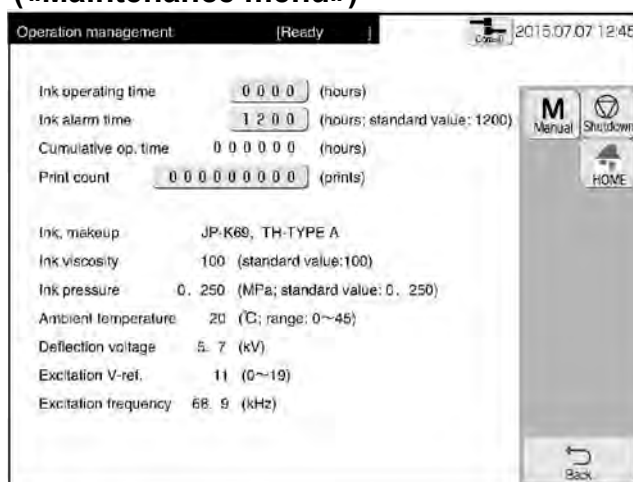 («Maintenance menu»)
Operation management [Ready ] Comm 2015.07.07 12:45
Ink operating time 0 0 0 0 (hours)
Ink alarm time 1 2 0 0 (hours; standard value: 1200)
Cumulative op. time 0 0 0 0 0 0 (hours)
Print count 0 0 0 0 0 0 0 0 0 (prints)
M
Manual Shutdown
HOME
Ink, makeup JP-K69, TH-TYPE A
Ink viscosity 100 (standard value:100)
Ink pressure 0. 250 (MPa; standard value: 0. 250)
Ambient temperature 20 (℃; range: 0~45)
Deflection voltage 5. 7 (kV)
Excitation V-ref. 11 (0~19)
Excitation frequency 68. 9 (kHz)
Back